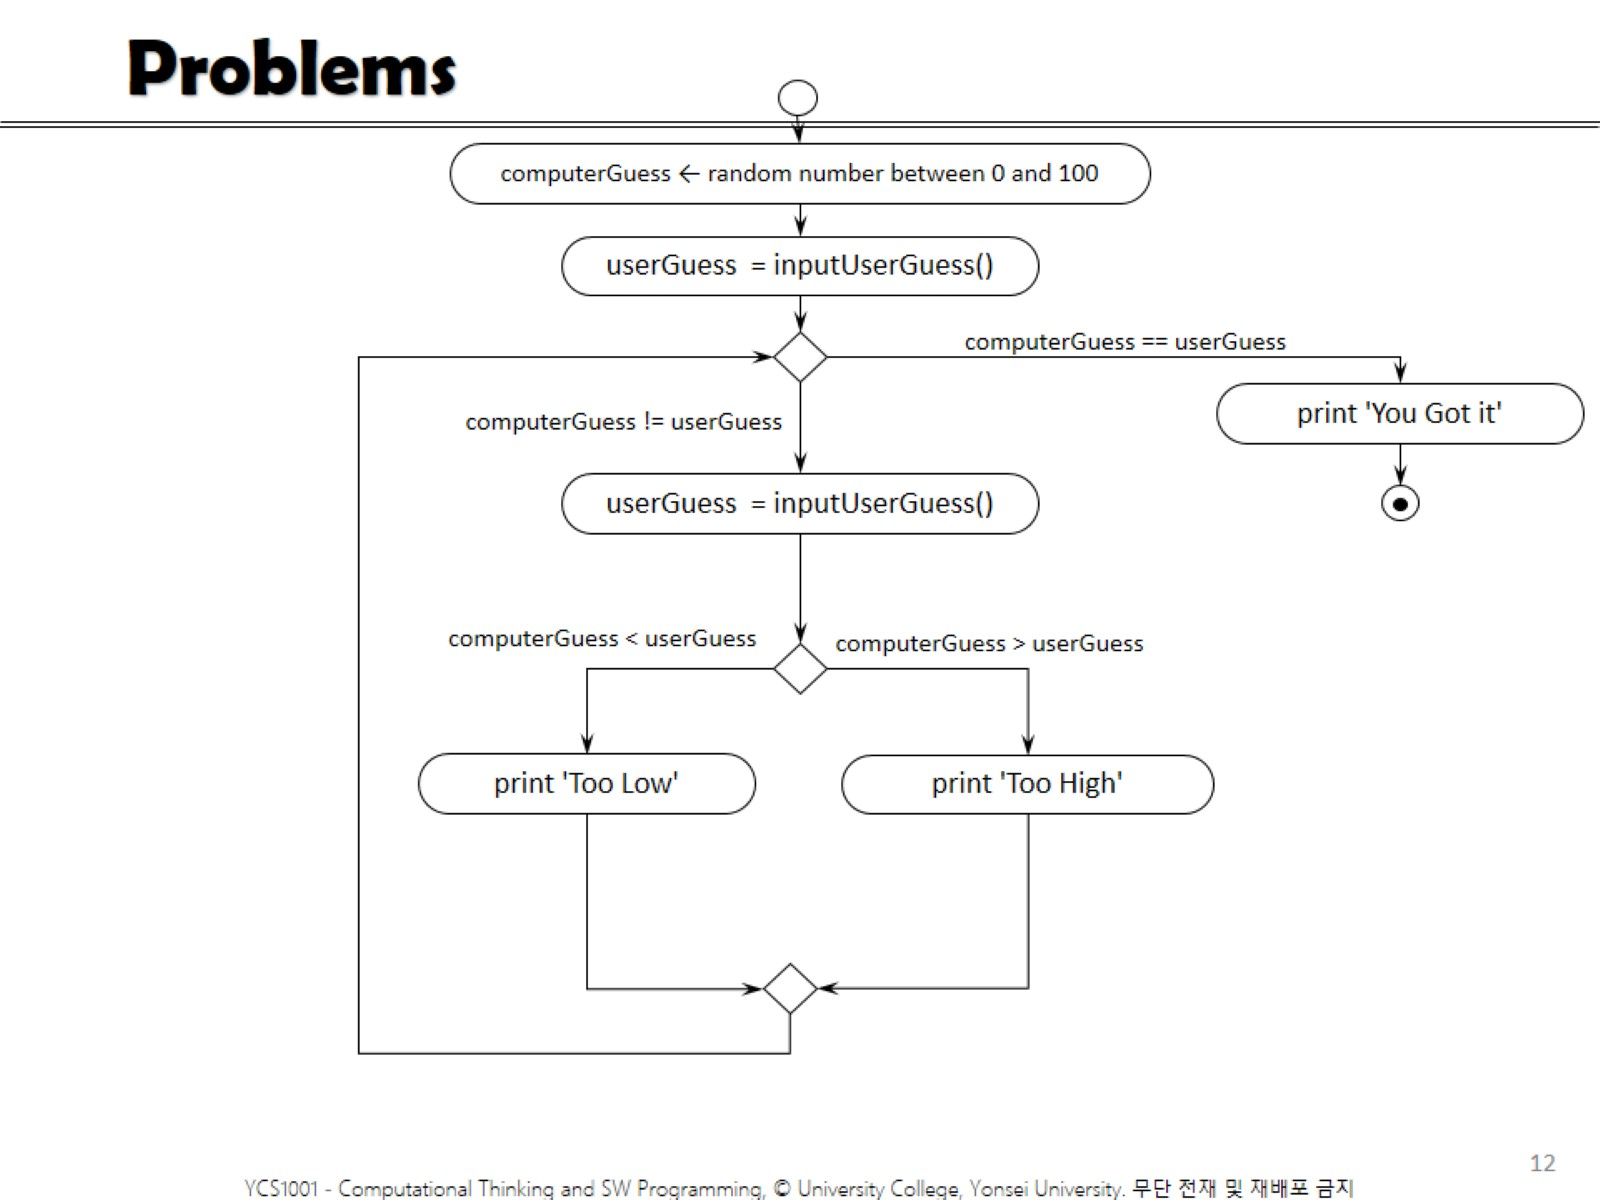 Problems
computerGuess ← random number between 0 and 100
userGuess = inputUserGuess()
computerGuess == userGuess
print 'You Got it'
computerGuess != userGuess
userGuess = inputUserGuess()
computerGuess < userGuess
computerGuess > userGuess
print 'Too Low'
print 'Too High'
12
YCS1001 - Computational Thinking and SW Programming, © University College, Yonsei University. 무단 전재 및 재배포 금지